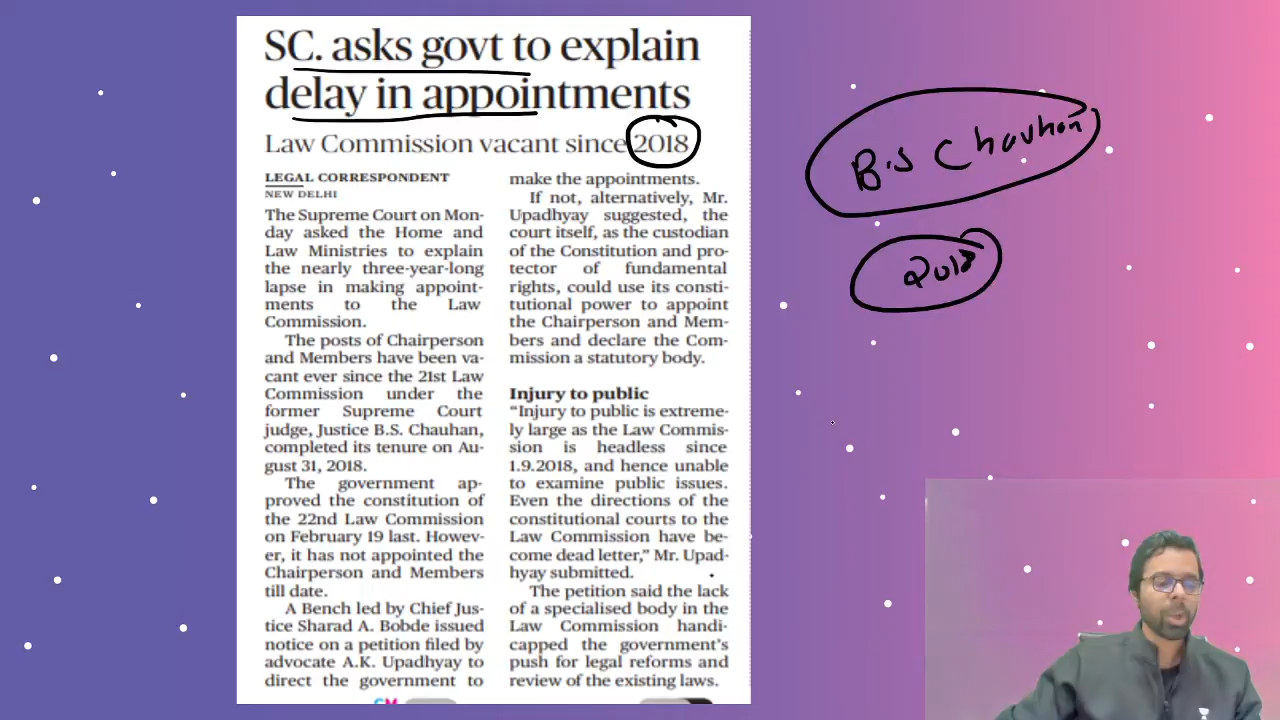 SC. asks govt to explain
delay in appointments
Law Commission vacant since 2018
LEGAL CORRESPONDENT
NEW DELHI
The Supreme Court on Mon-
day asked the Home and
Law Ministries to explain
the nearly three-year-long
lapse in making appoint-
ments to the Law
Commission.
The posts of Chairperson
and Members have been va-
cant ever since the 21st Law
Commission under the
former Supreme Court
judge, Justice B.S. Chauhan,
completed its tenure on Au-
gust 31, 2018.
The government ap-
proved the constitution of
the 22nd Law Commission
on February 19 last. Howev-
er, it has not appointed the
Chairperson and Members
till date.
A Bench led by Chief Jus-
tice Sharad A. Bobde issued
notice on a petition filed by
advocate A.K. Upadhyay to
direct the government to
make the appointments.
If not, alternatively, Mr.
Upadhyay suggested, the
court itself, as the custodian
of the Constitution and pro-
tector of fundamental
rights, could use its consti-
tutional power to appoint
the Chairperson and Mem-
bers and declare the Com-
mission a statutory body.
Injury to public
“Injury to public is extreme-
ly large as the Law Commis-
sion is headless since
1.9.2018, and hence unable
to examine public issues.
Even the directions of the
constitutional courts to the
Law Commission have be-
come dead letter,” Mr. Upad-
hyay submitted.
The petition said the lack
of a specialised body in the
Law Commission handi-
capped the government’s
push for legal reforms and
review of the existing laws.
B.S Chauhan
2018